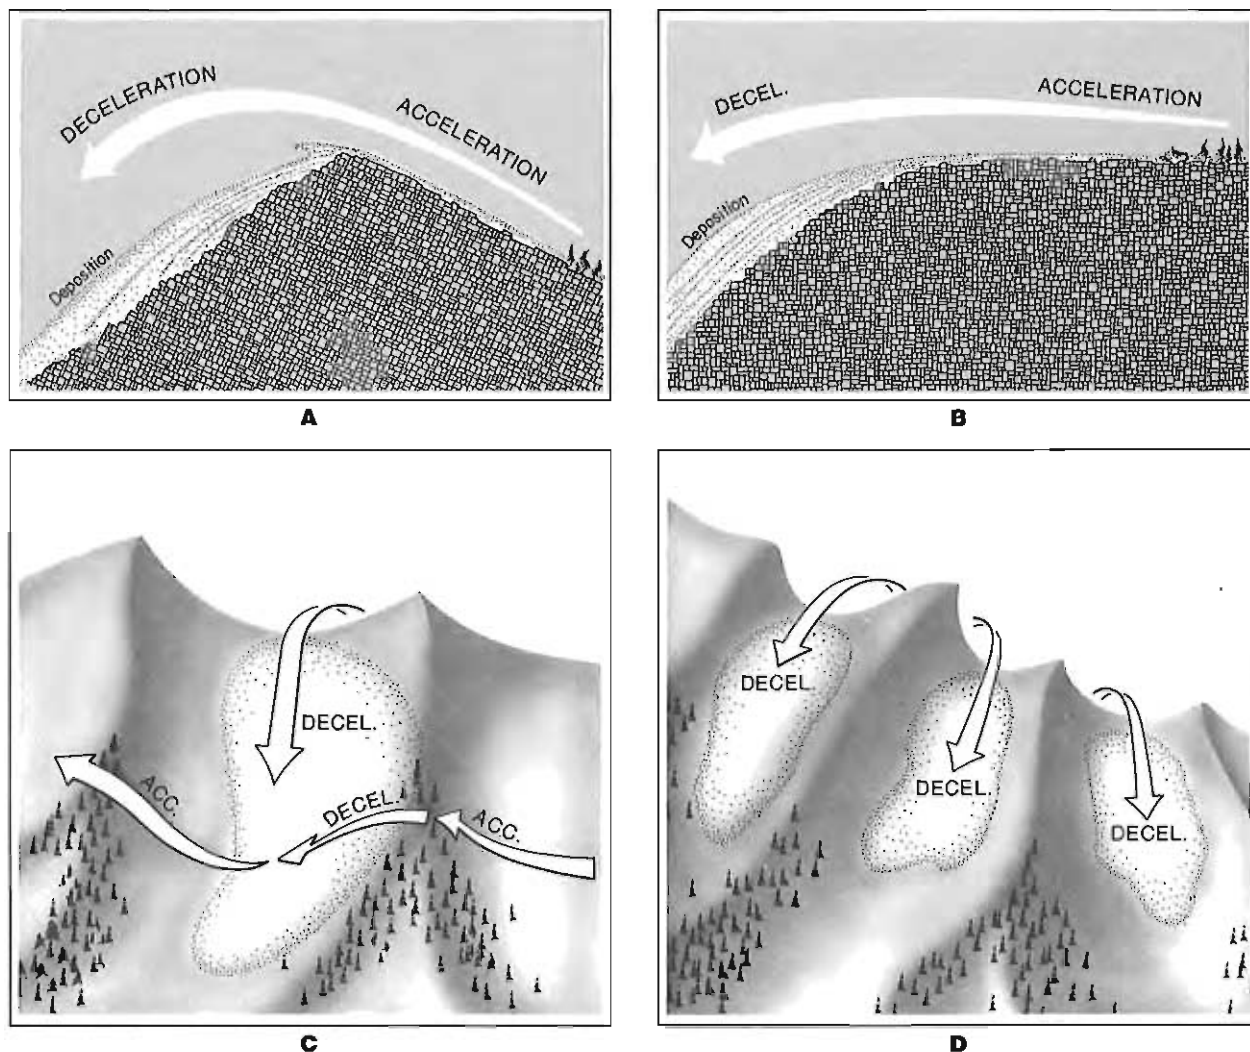 DECELERATION
ACCELERATION
Deposition
A
DECEL.
ACCELERATION
Deposition
B
DECEL.
ACC.
DECEL.
ACC.
C
DECEL.
DECEL.
DECEL.
D